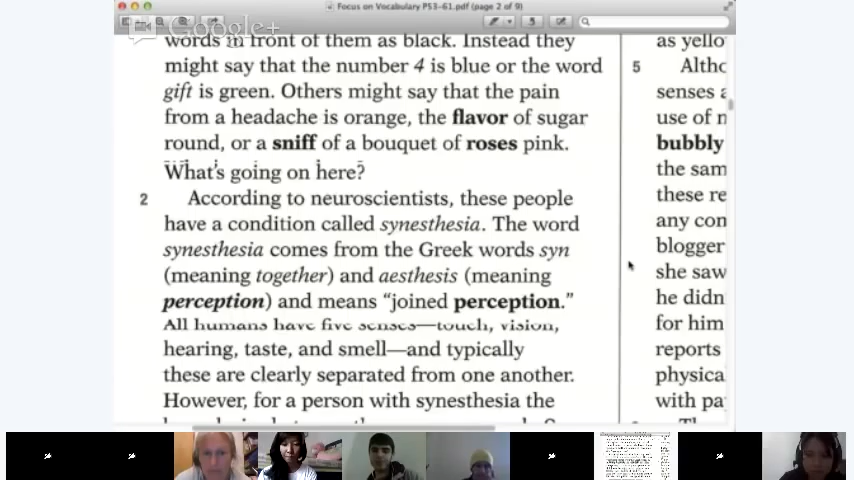 Focus on Vocabulary P53-61.pdf (page 2 of 9)
Google+
words in front of them as black. Instead they
might say that the number 4 is blue or the word
gift is green. Others might say that the pain
from a headache is orange, the flavor of sugar
round, or a sniff of a bouquet of roses pink.
What's going on here?
2 According to neuroscientists, these people
have a condition called synesthesia. The word
synesthesia comes from the Greek words syn
(meaning together) and aesthesis (meaning
perception) and means “joined perception.”
All humans have five senses—touch, vision,
hearing, taste, and smell—and typically
these are clearly separated from one another.
However, for a person with synesthesia the
as yello
5 Altho
senses a
use of n
bubbly
the sam
these re
any con
blogger
she saw
he didn
for him
reports
physica
with pa